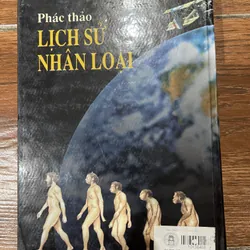 Phác thảo
LỊCH SỬ
NHÂN LOẠI